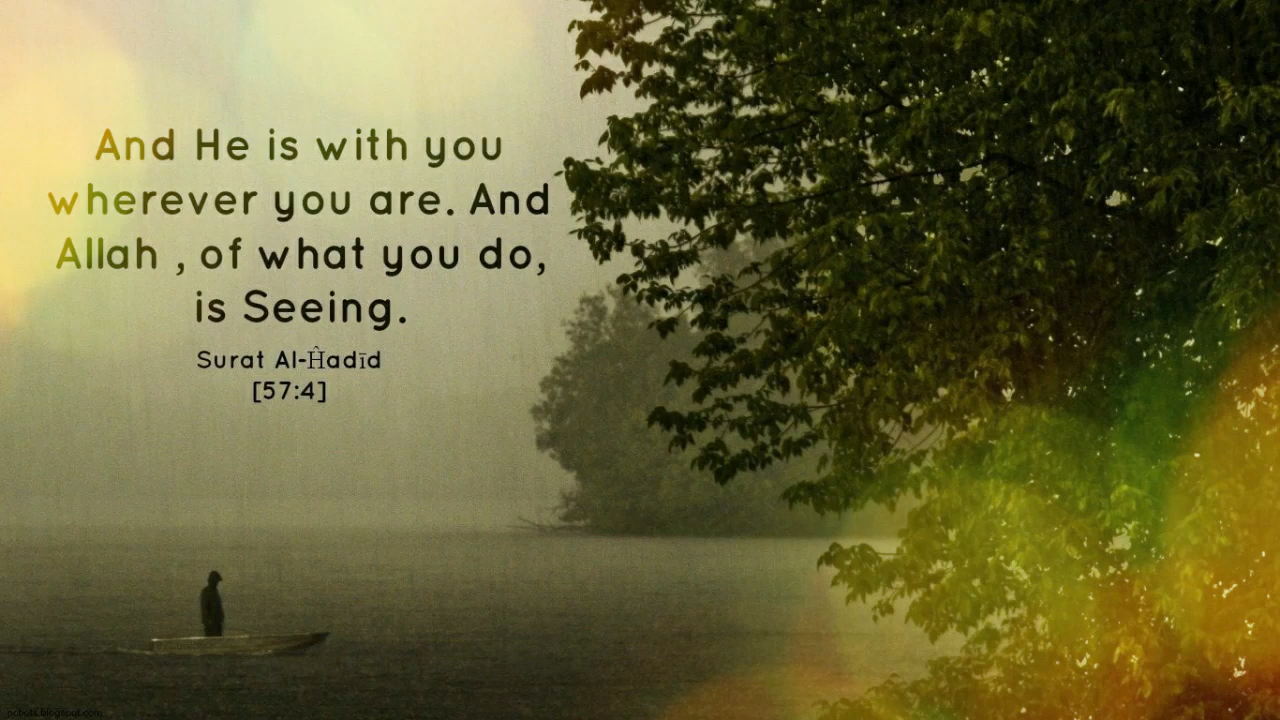 And He is with you
wherever you are. And
Allah , of what you do,
is Seeing.
Surat Al-Ĥadīd
[57:4]